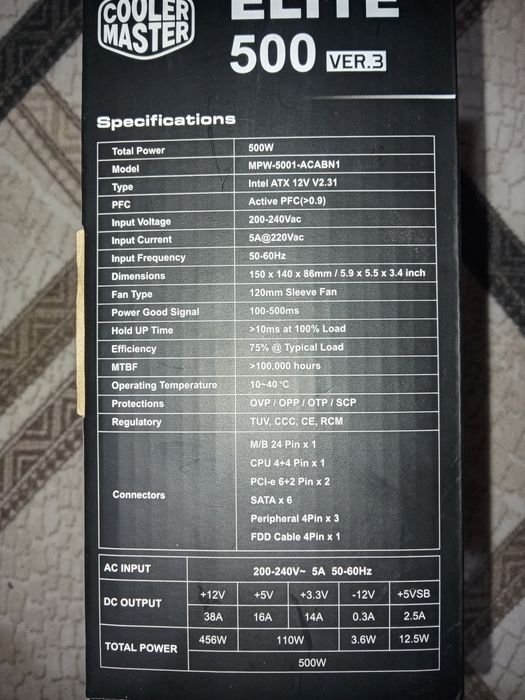 COOLER
MASTER
ELITE
500 VER.3
Specifications
Total Power 500W
Model MPW-5001-ACABN1
Type Intel ATX 12V V2.31
PFC Active PFC(>0.9)
Input Voltage 200-240Vac
Input Current 5A@220Vac
Input Frequency 50-60Hz
Dimensions 150 x 140 x 86mm / 5.9 x 5.5 x 3.4 inch
Fan Type 120mm Sleeve Fan
Power Good Signal 100-500ms
Hold UP Time >10ms at 100% Load
Efficiency 75% @ Typical Load
MTBF >100,000 hours
Operating Temperature 10~40 °C
Protections OVP / OPP / OTP / SCP
Regulatory TUV, CCC, CE, RCM
Connectors
M/B 24 Pin x 1
CPU 4+4 Pin x 1
PCI-e 6+2 Pin x 2
SATA x 6
Peripheral 4Pin x 3
FDD Cable 4Pin x 1
AC INPUT 200-240V~ 5A 50-60Hz
DC OUTPUT
+12V +5V +3.3V -12V +5VSB
38A 16A 14A 0.3A 2.5A
TOTAL POWER
456W 110W 3.6W 12.5W
500W